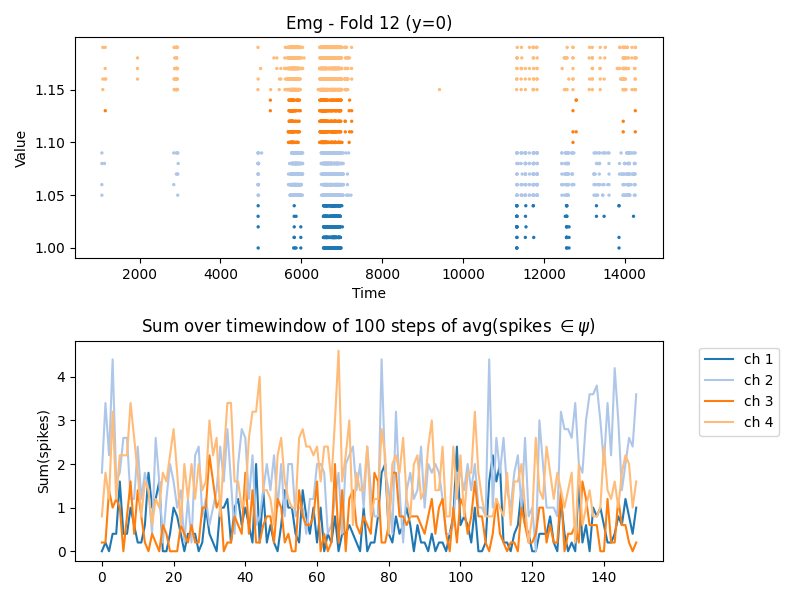 Emg - Fold 12 (y=0)
Value
1.15
1.10
1.05
1.00
2000 4000 6000 8000 10000 12000 14000
Time
Sum over timewindow of 100 steps of avg(spikes ∈ ψ)
Sum(spikes)
4
3
2
1
0
0 20 40 60 80 100 120 140
ch 1
ch 2
ch 3
ch 4